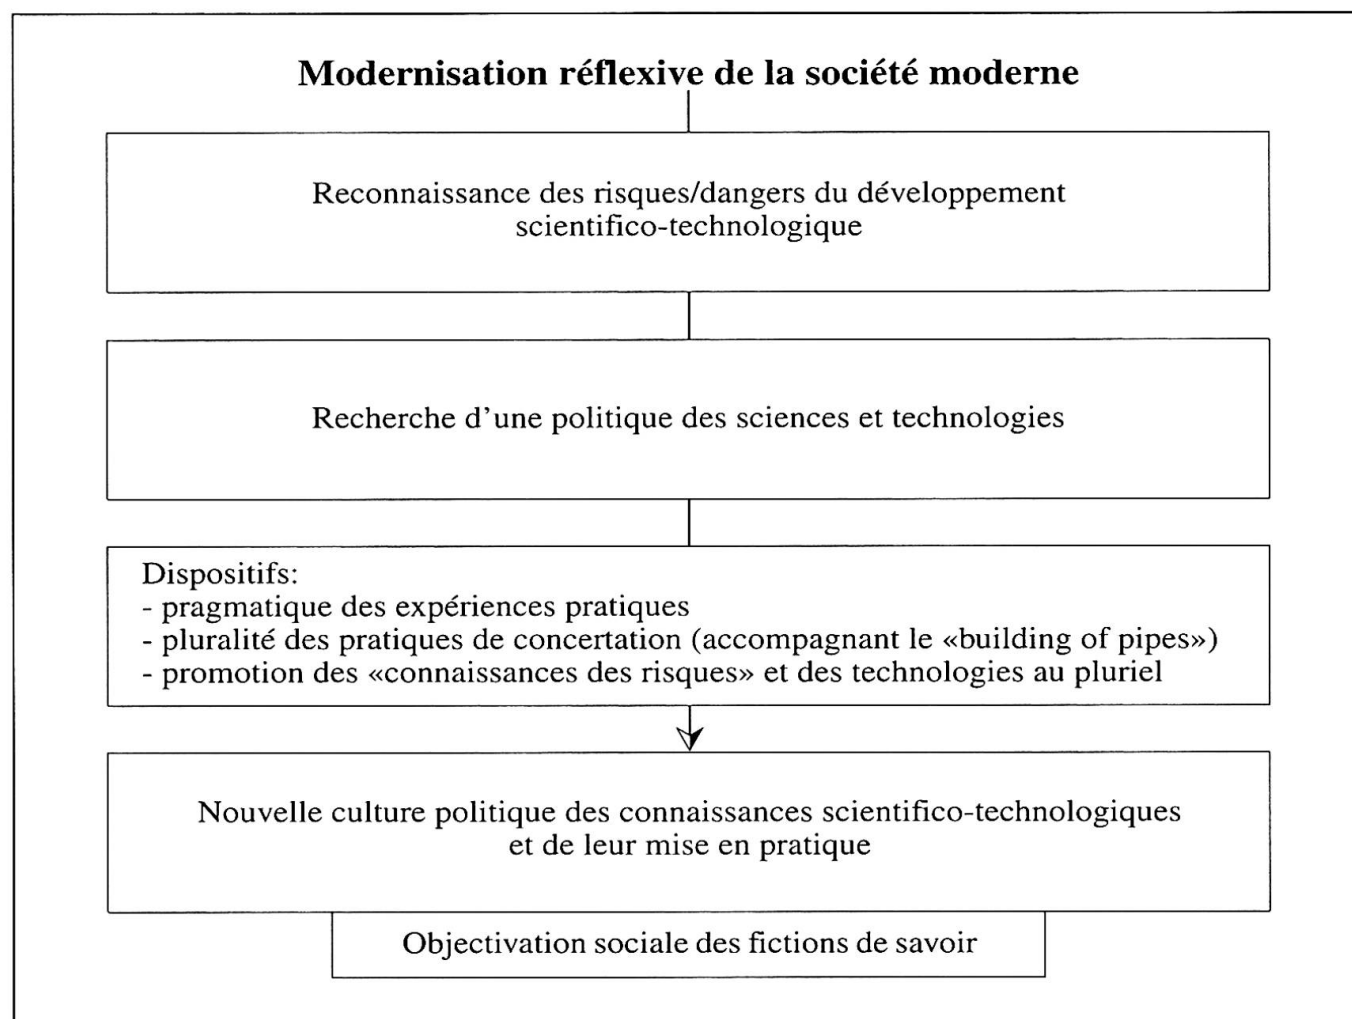 Modernisation réflexive de la société moderne
Reconnaissance des risques/dangers du développement
scientifico-technologique
Recherche d'une politique des sciences et technologies
Dispositifs:
- pragmatique des expériences pratiques
- pluralité des pratiques de concertation (accompagnant le «building of pipes»)
- promotion des «connaissances des risques» et des technologies au pluriel
Nouvelle culture politique des connaissances scientifico-technologiques
et de leur mise en pratique
Objectivation sociale des fictions de savoir